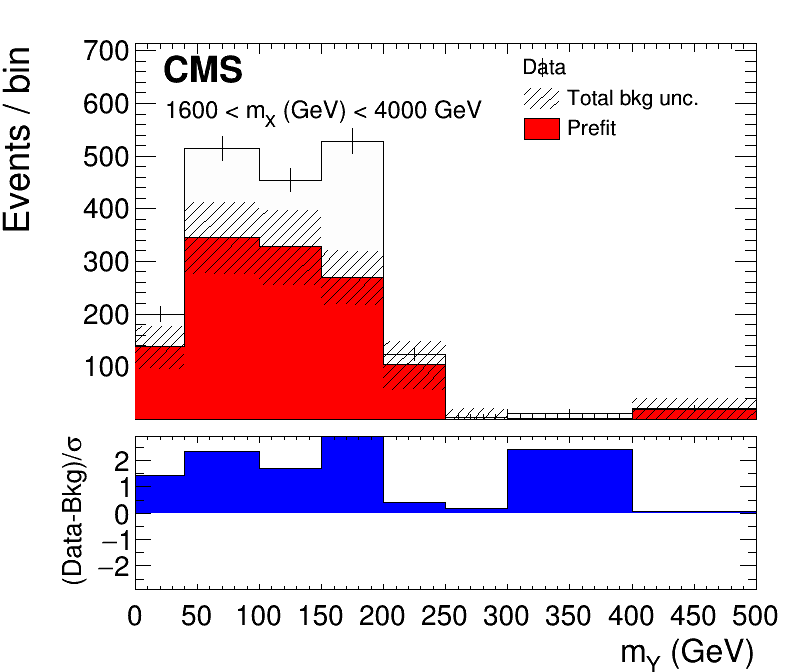 Events / bin
700
600
500
400
300
200
100
CMS
1600 < mX (GeV) < 4000 GeV
Data
Total bkg unc.
Prefit
(Data-Bkg)/σ
2
1
0
−1
−2
0 50 100 150 200 250 300 350 400 450 500
mY (GeV)